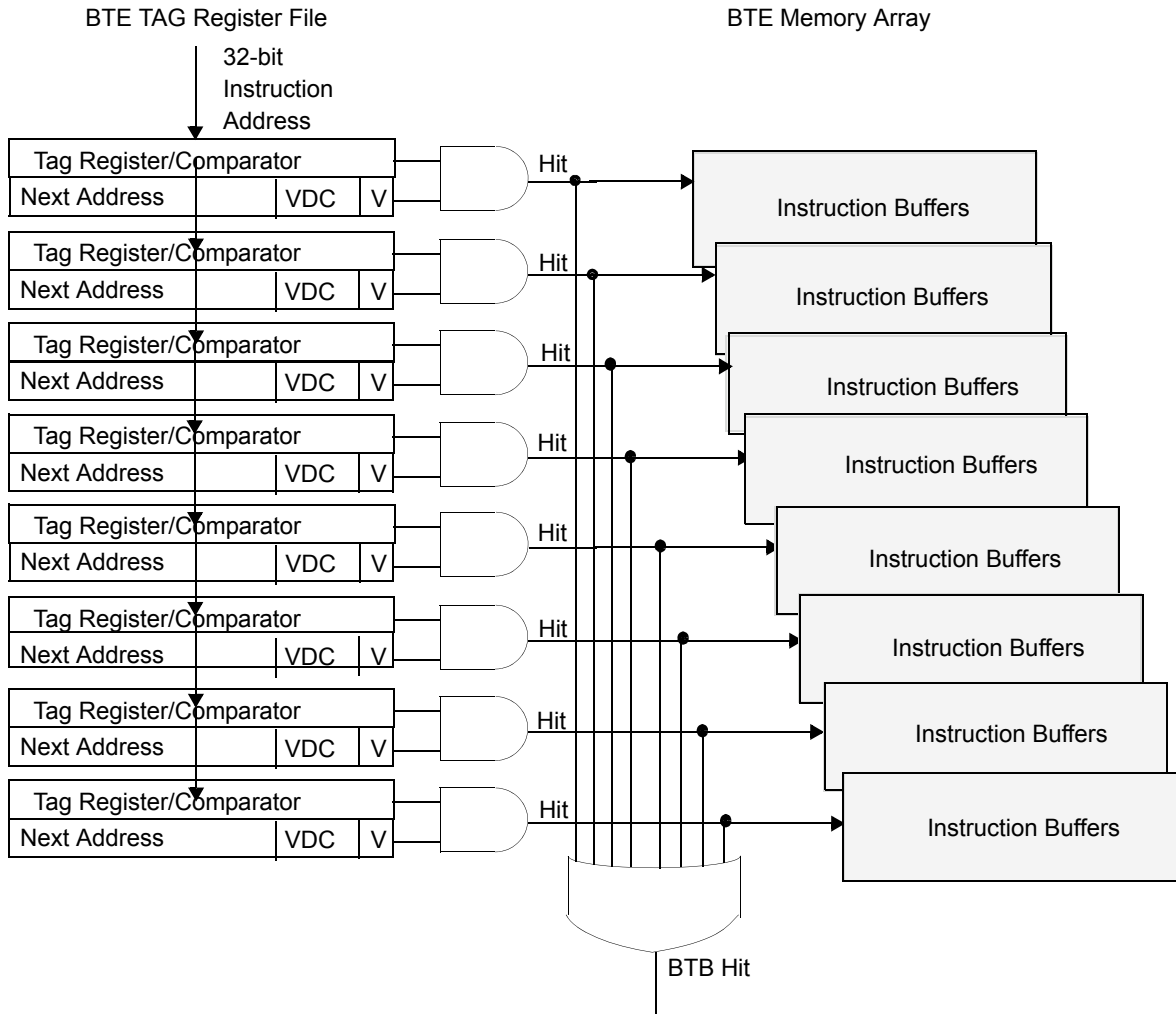 BTE TAG Register File
BTE Memory Array
32-bit
Instruction
Address
Tag Register/Comparator
Next Address VDC V
Hit
Instruction Buffers
Tag Register/Comparator
Next Address VDC V
Hit
Instruction Buffers
Tag Register/Comparator
Next Address VDC V
Hit
Instruction Buffers
Tag Register/Comparator
Next Address VDC V
Hit
Instruction Buffers
Tag Register/Comparator
Next Address VDC V
Hit
Instruction Buffers
Tag Register/Comparator
Next Address VDC V
Hit
Instruction Buffers
Tag Register/Comparator
Next Address VDC V
Hit
Instruction Buffers
Tag Register/Comparator
Next Address VDC V
Hit
Instruction Buffers
BTB Hit